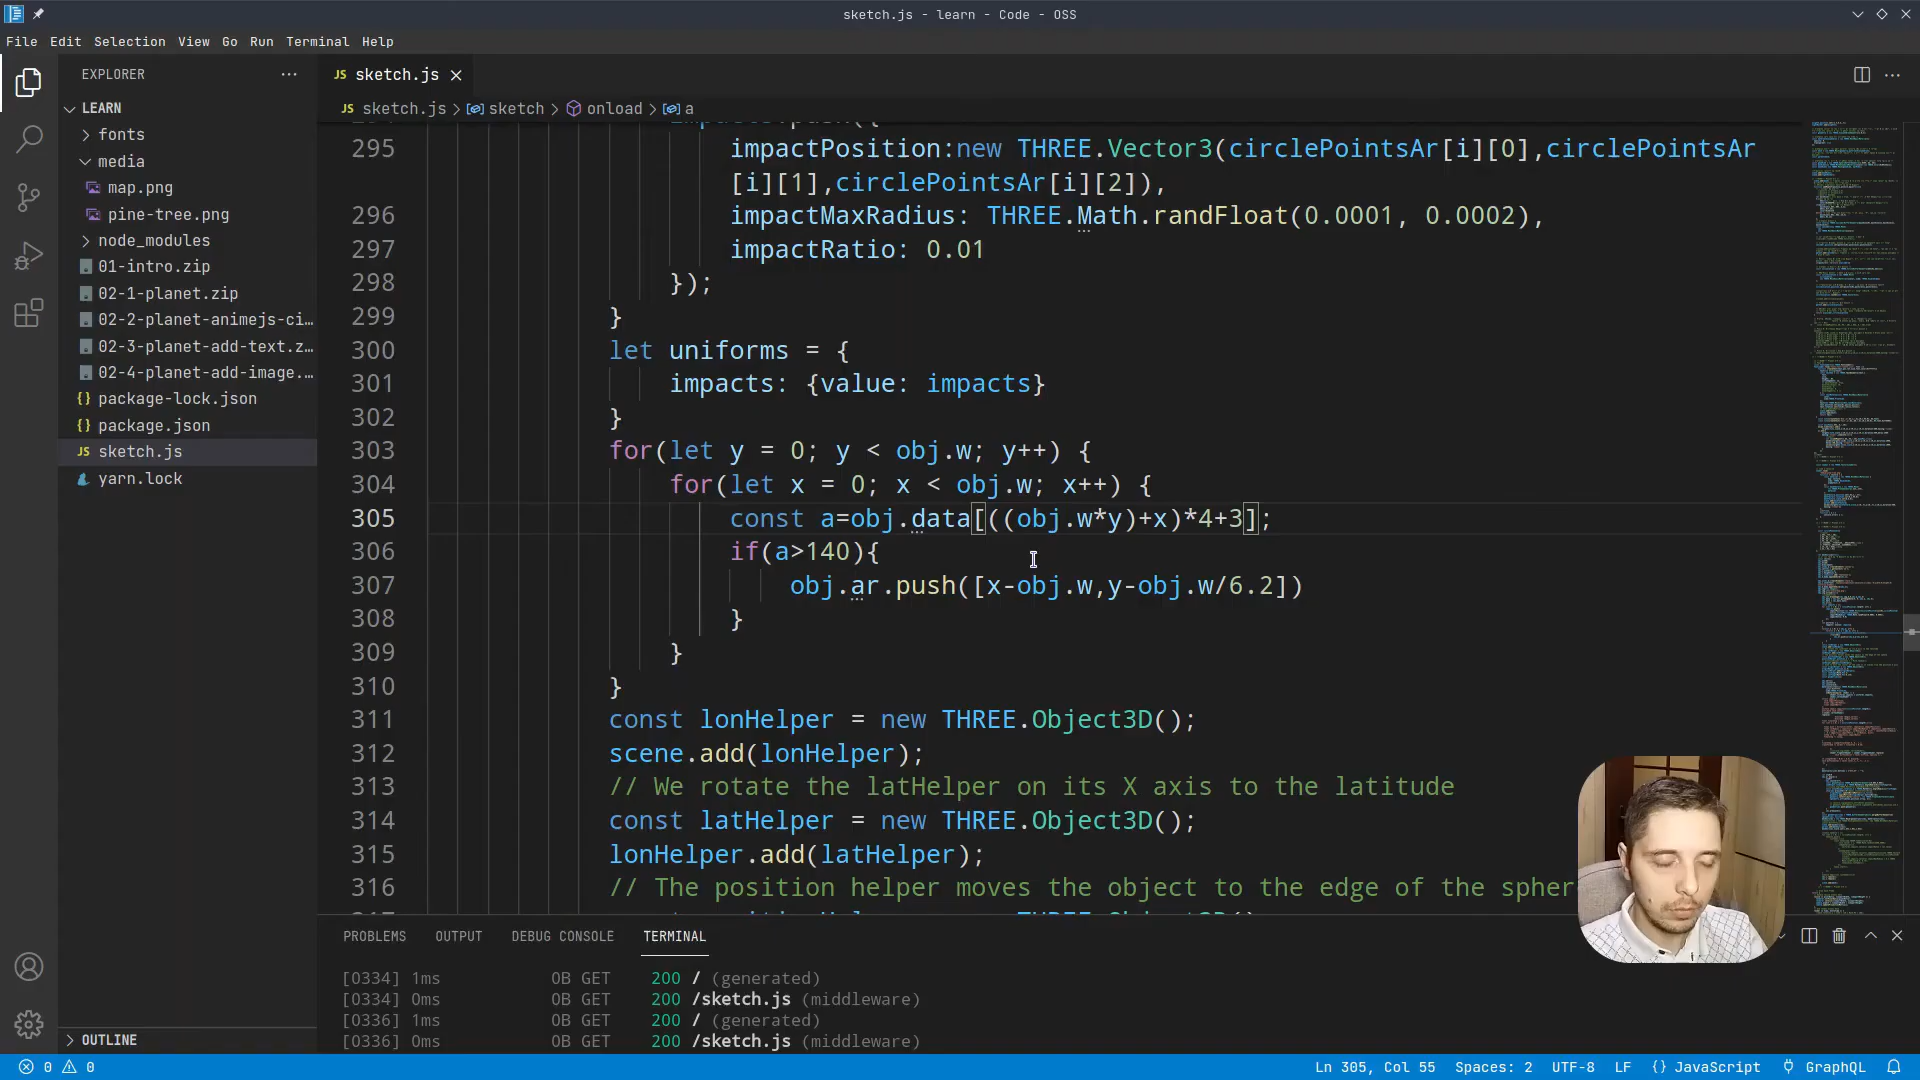 sketch.js - learn - Code - OSS
File Edit Selection View Go Run Terminal Help
EXPLORER
JS sketch.js
LEARN
JS sketch.js > sketch > onload > a
fonts
media
map.png
pine-tree.png
node_modules
01-intro.zip
02-1-planet.zip
02-2-planet-animejs-ci...
02-3-planet-add-text.z...
02-4-planet-add-image....
{} package-lock.json
{} package.json
JS sketch.js
yarn.lock
OUTLINE
295 impactPosition:new THREE.Vector3(circlePointsAr[i][0],circlePointsAr
[i][1],circlePointsAr[i][2]),
296 impactMaxRadius: THREE.Math.randFloat(0.0001, 0.0002),
297 impactRatio: 0.01
298 });
299 }
300 let uniforms = {
301 impacts: {value: impacts}
302 }
303 for(let y = 0; y < obj.w; y++) {
304 for(let x = 0; x < obj.w; x++) {
305 const a=obj.data[((obj.w*y)+x)*4+3];
306 if(a>140){
307 obj.ar.push([x-obj.w,y-obj.w/6.2])
308 }
309 }
310 }
311 const lonHelper = new THREE.Object3D();
312 scene.add(lonHelper);
313 // We rotate the latHelper on its X axis to the latitude
314 const latHelper = new THREE.Object3D();
315 lonHelper.add(latHelper);
316 // The position helper moves the object to the edge of the spher
PROBLEMS OUTPUT DEBUG CONSOLE TERMINAL
[0334] 1ms 0B GET 200 / (generated)
[0334] 0ms 0B GET 200 /sketch.js (middleware)
[0336] 1ms 0B GET 200 / (generated)
[0336] 0ms 0B GET 200 /sketch.js (middleware)
0 0 Ln 305, Col 55 Spaces: 2 UTF-8 LF {} JavaScript GraphQL